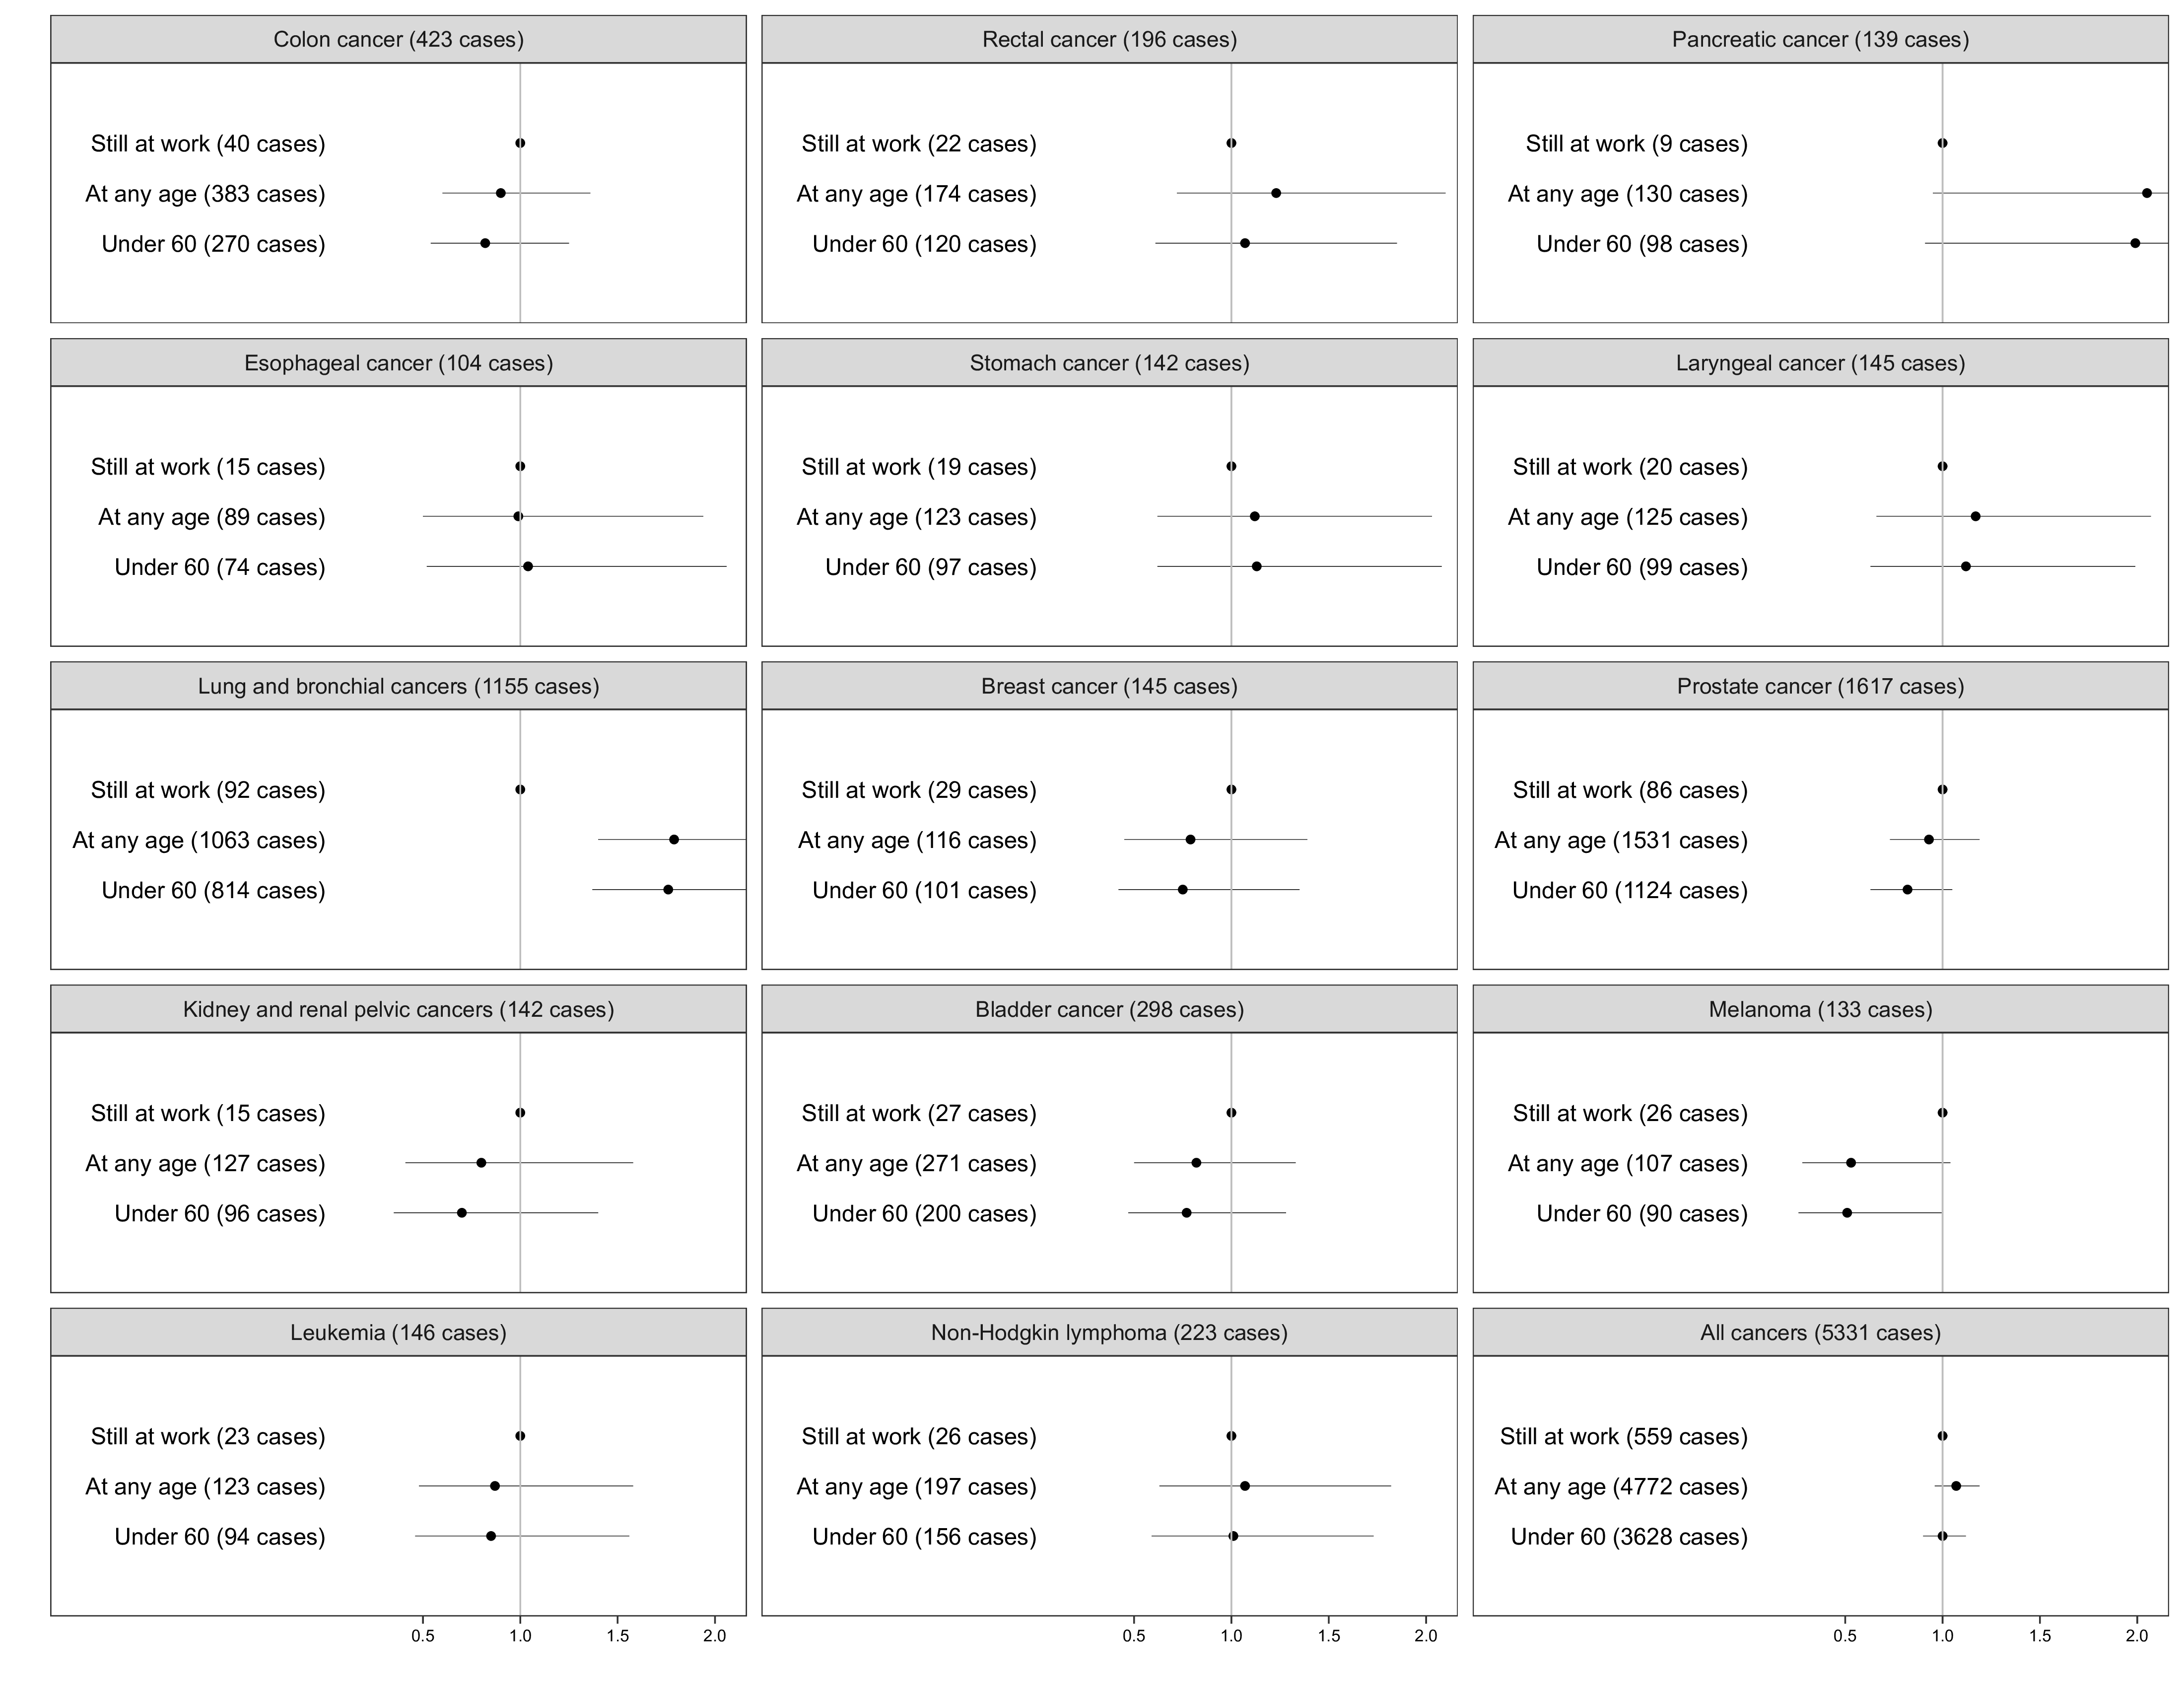 Colon cancer (423 cases)
Still at work (40 cases)
At any age (383 cases)
Under 60 (270 cases)
Rectal cancer (196 cases)
Still at work (22 cases)
At any age (174 cases)
Under 60 (120 cases)
Pancreatic cancer (139 cases)
Still at work (9 cases)
At any age (130 cases)
Under 60 (98 cases)
Esophageal cancer (104 cases)
Still at work (15 cases)
At any age (89 cases)
Under 60 (74 cases)
Stomach cancer (142 cases)
Still at work (19 cases)
At any age (123 cases)
Under 60 (97 cases)
Laryngeal cancer (145 cases)
Still at work (20 cases)
At any age (125 cases)
Under 60 (99 cases)
Lung and bronchial cancers (1155 cases)
Still at work (92 cases)
At any age (1063 cases)
Under 60 (814 cases)
Breast cancer (145 cases)
Still at work (29 cases)
At any age (116 cases)
Under 60 (101 cases)
Prostate cancer (1617 cases)
Still at work (86 cases)
At any age (1531 cases)
Under 60 (1124 cases)
Kidney and renal pelvic cancers (142 cases)
Still at work (15 cases)
At any age (127 cases)
Under 60 (96 cases)
Bladder cancer (298 cases)
Still at work (27 cases)
At any age (271 cases)
Under 60 (200 cases)
Melanoma (133 cases)
Still at work (26 cases)
At any age (107 cases)
Under 60 (90 cases)
Leukemia (146 cases)
Still at work (23 cases)
At any age (123 cases)
Under 60 (94 cases)
Non-Hodgkin lymphoma (223 cases)
Still at work (26 cases)
At any age (197 cases)
Under 60 (156 cases)
All cancers (5331 cases)
Still at work (559 cases)
At any age (4772 cases)
Under 60 (3628 cases)
0.5 1.0 1.5 2.0
0.5 1.0 1.5 2.0
0.5 1.0 1.5 2.0